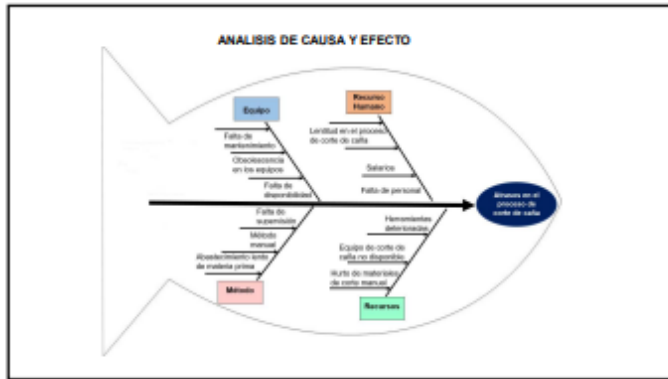 ANALISIS DE CAUSA Y EFECTO
Equipo
Recurso
Humano
Falta de
mantenimiento
Obsolescencia
en los equipos
Falta de
disponibilidad
Lentitud en el proceso
de corte de caña
Salarios
Falta de personal
Atrasos en el
proceso de
corte de caña
Falta de
supervisión
Método
manual
Abastecimiento lento
de materia prima
Método
Herramientas
deterioradas
Equipo de corte de
caña no disponible
Hurto de materiales
de corte manual
Recursos